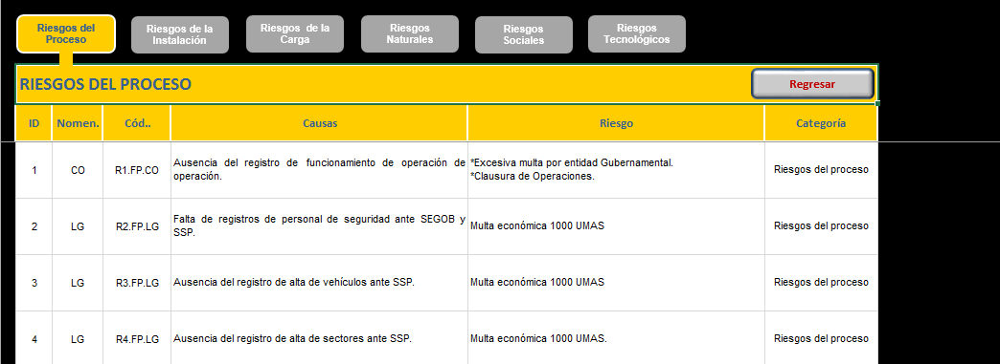 Riesgos del
Proceso
Riesgos de la
Instalación
Riesgos de la
Carga
Riesgos
Naturales
Riesgos
Sociales
Riesgos
Tecnológicos
RIESGOS DEL PROCESO
Regresar
ID Nomen. Cód.. Causas Riesgo Categoría
1 CO R1.FP.CO
Ausencia del registro de funcionamiento de operación de
operación.
*Excesiva multa por entidad Gubernamental.
*Clausura de Operaciones.
Riesgos del proceso
2 LG R2.FP.LG
Falta de registros de personal de seguridad ante SEGOB y
SSP.
Multa económica 1000 UMAS
Riesgos del proceso
3 LG R3.FP.LG Ausencia del registro de alta de vehículos ante SSP. Multa económica 1000 UMAS Riesgos del proceso
4 LG R4.FP.LG Ausencia del registro de alta de sectores ante SSP. Multa económica 1000 UMAS. Riesgos del proceso